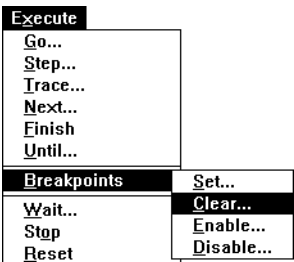 Execute
Go...
Step...
Trace...
Next...
Finish
Until...
Breakpoints
Set...
Clear...
Enable...
Disable...
Wait...
Stop
Reset